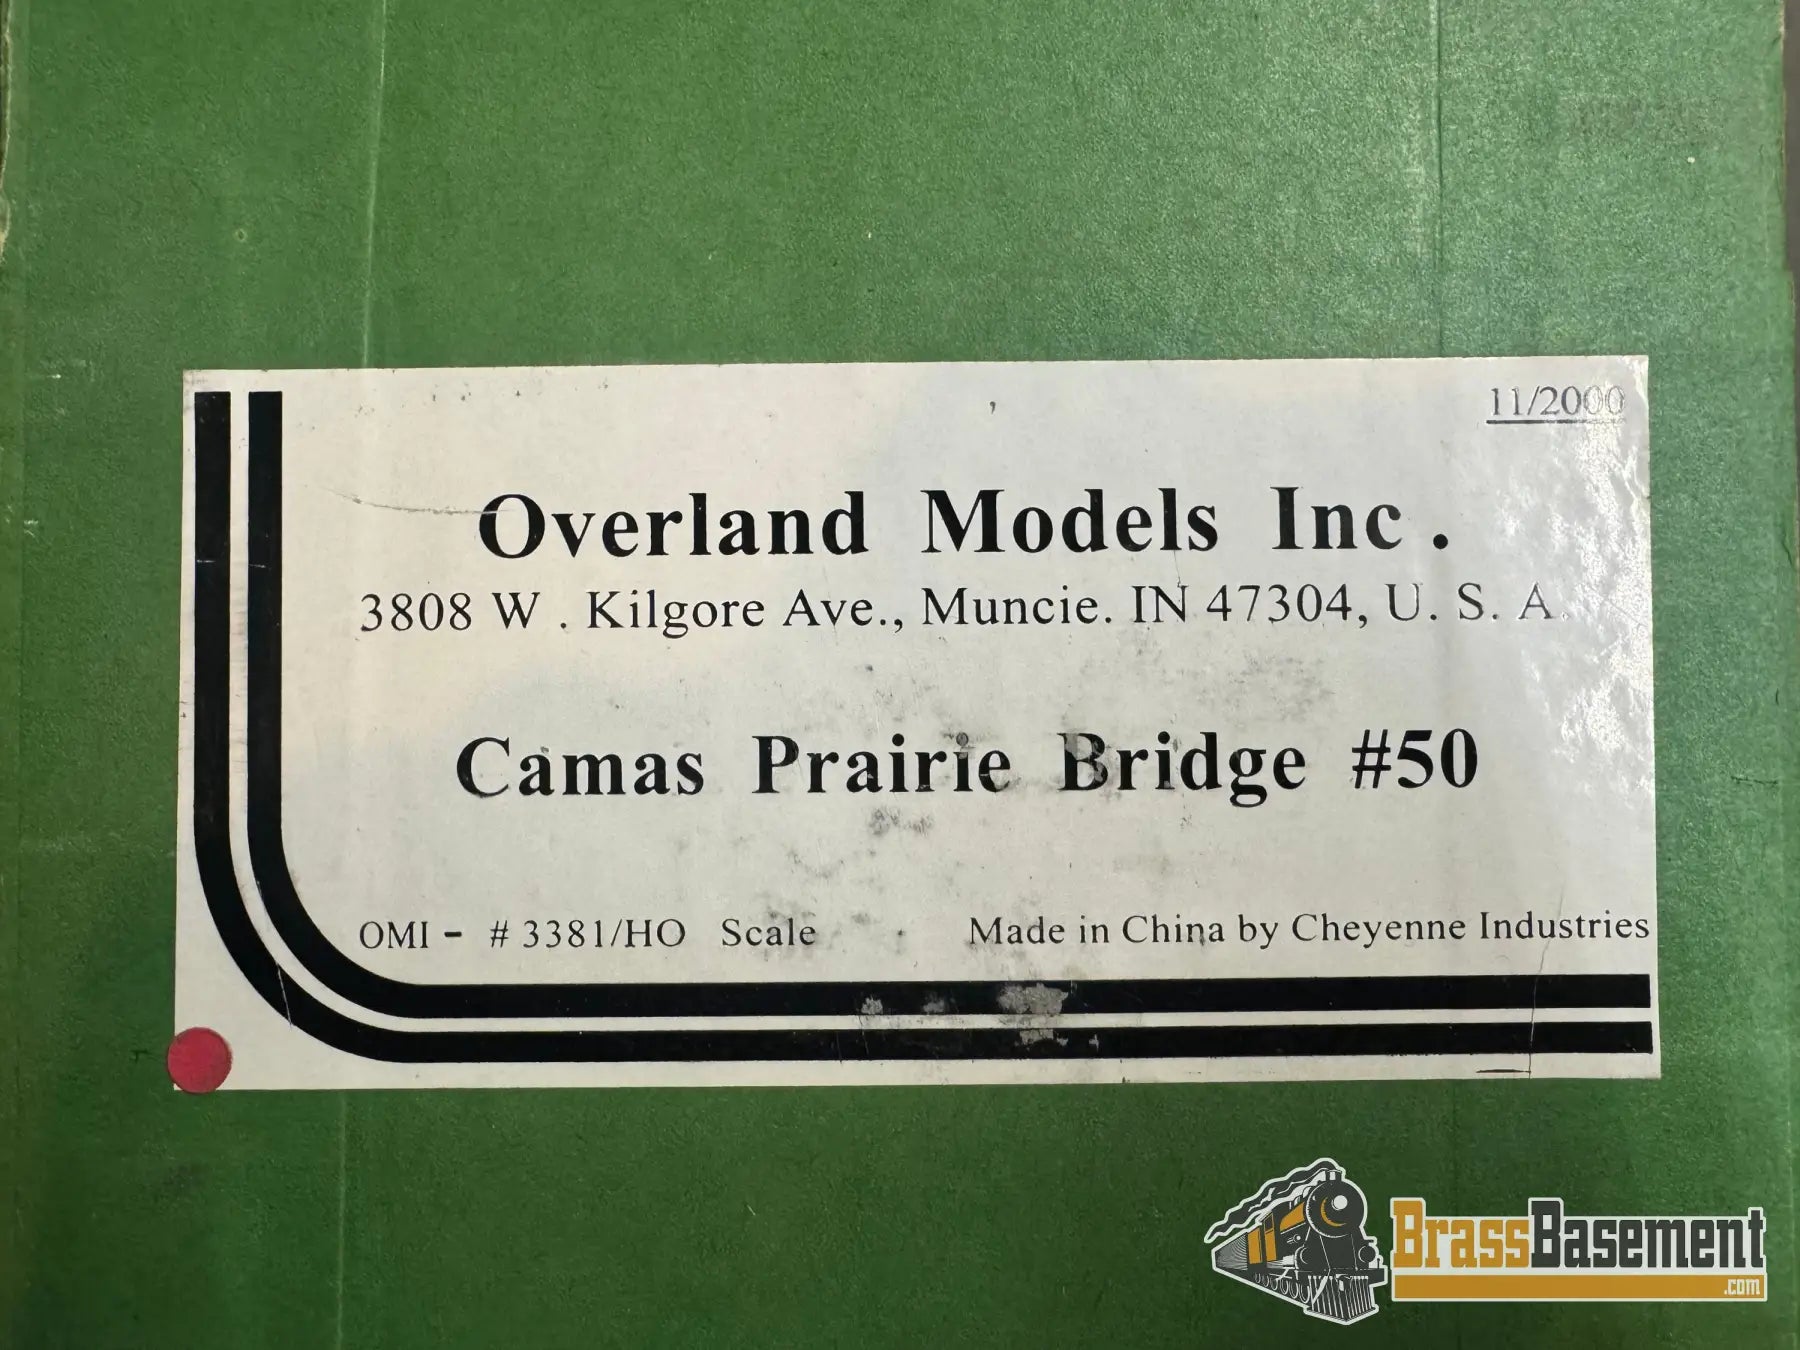 11/2000
Overland Models Inc .
3808 W . Kilgore Ave., Muncie. IN 47304, U. S. A.
Camas Prairie Bridge #50
OMI - # 3381/HO Scale Made in China by Cheyenne Industries
BrassBasement
.com